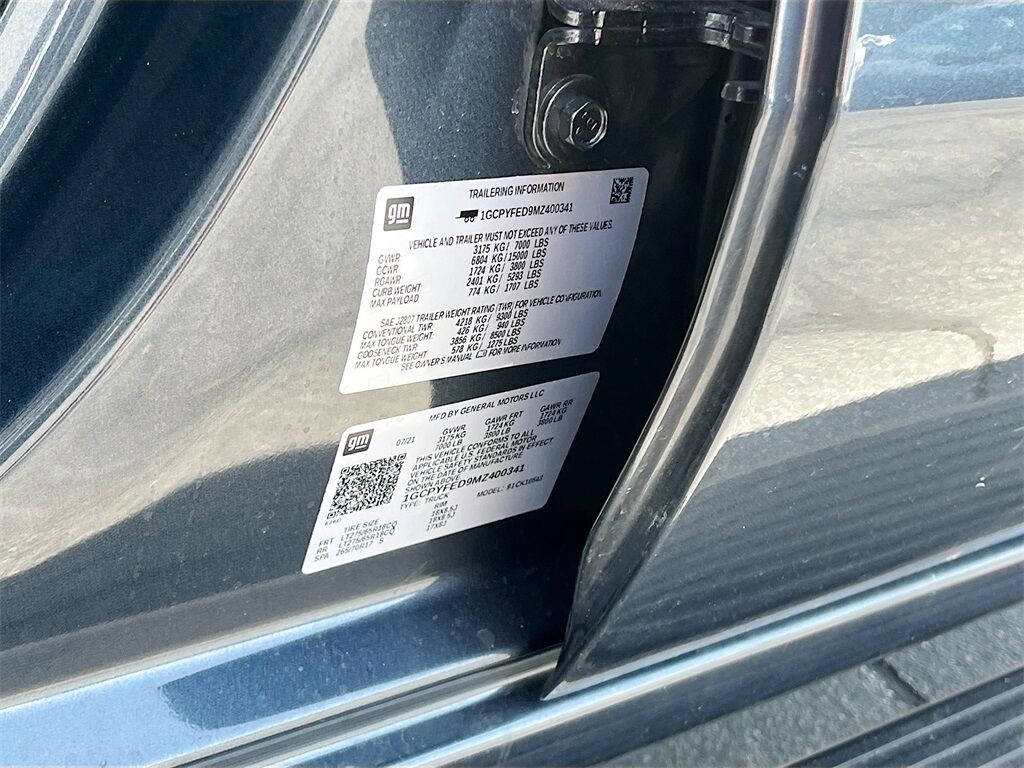 gm
TRAILERING INFORMATION
1GCPYFED9MZ400341
VEHICLE AND TRAILER MUST NOT EXCEED ANY OF THESE VALUES
GVWR: 3175 KG / 7000 LBS
GCWR: 6804 KG / 15000 LBS
RGAWR: 1724 KG / 3800 LBS
CURB WEIGHT: 2401 KG / 5293 LBS
MAX PAYLOAD: 774 KG / 1707 LBS
SAE J2807 TRAILER WEIGHT RATING (TWR) FOR VEHICLE CONFIGURATION.
CONVENTIONAL TWR: 4218 KG / 9300 LBS
MAX TONGUE WEIGHT: 426 KG / 940 LBS
GOOSENECK TWR: 3856 KG / 8500 LBS
MAX TONGUE WEIGHT: 578 KG / 1275 LBS
SEE OWNER'S MANUAL FOR MORE INFORMATION
gm
MFD BY GENERAL MOTORS LLC
07/21 GVWR GAWR FRT GAWR RR
3175 KG 1724 KG 1724 KG
7000 LB 3800 LB 3800 LB
THIS VEHICLE CONFORMS TO ALL
APPLICABLE U.S. FEDERAL MOTOR
VEHICLE SAFETY STANDARDS IN EFFECT
ON THE DATE OF MANUFACTURE
SHOWN ABOVE
1GCPYFED9MZ400341
TYPE: TRUCK MODEL:
TIRE SIZE RIM
FRT LT275/65R18CQ 18X8.5J
RR LT275/65R18CQ 18X8.5J
SPA 265/70R17 S 17X8J